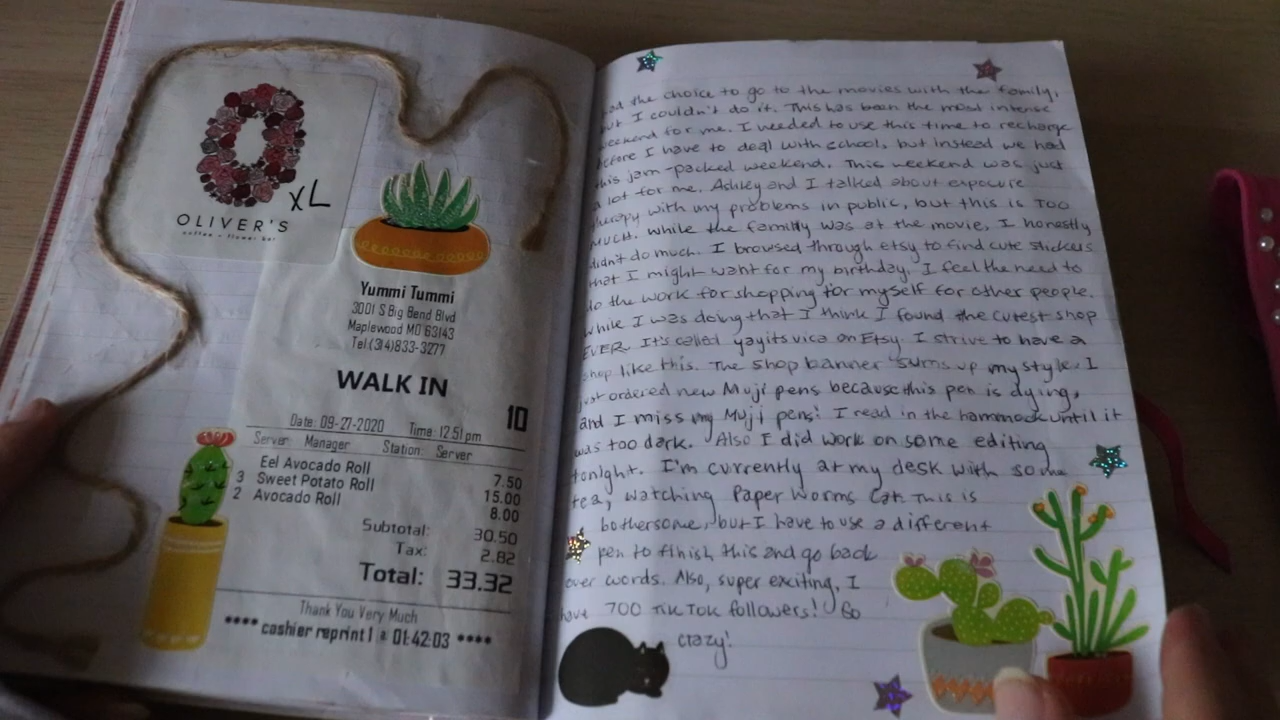 XL
OLIVER'S
coffee + flower bar
Yummi Tummi
3001 S Big Bend Blvd
Maplewood MO 63143
Tel:(314)833-3277
WALK IN
10
Date: 09-27-2020 Time: 12:51pm
Server: Manager Station: Server
Eel Avocado Roll 7.50
3 Sweet Potato Roll 15.00
2 Avocado Roll 8.00
Subtotal: 30.50
Tax: 2.82
Total: 33.32
Thank You Very Much
**** cashier reprint1 @ 01:42:03 ****
had the choice to go to the movies with the family,
but I couldn't do it. This has been the most intense
weekend for me. I needed to use this time to recharge
before I have to deal with school, but instead we had
this jam-packed weekend. This weekend was just
a lot for me. Ashley and I talked about exposure
therapy with my problems in public, but this is TOO
MUCH. While the family was at the movie, I honestly
didn't do much. I browsed through etsy to find cute stickers
that I might want for my birthday. I feel the need to
do the work for shopping for myself for other people.
While I was doing that I think I found the cutest shop
EVER. It's called yayitsvica on Etsy. I strive to have a
shop like this. The shop banner sums up my style. I
just ordered new Muji pens because this pen is dying,
and I miss my Muji pens! I read in the hammock until it
was too dark. Also I did work on some editing
tonight. I'm currently at my desk with some
tea, watching Paper Worms Cat. This is
bothersome, but I have to use a different
pen to finish this and go back
over words. Also, super exciting, I
have 700 TikTok followers! So
crazy!